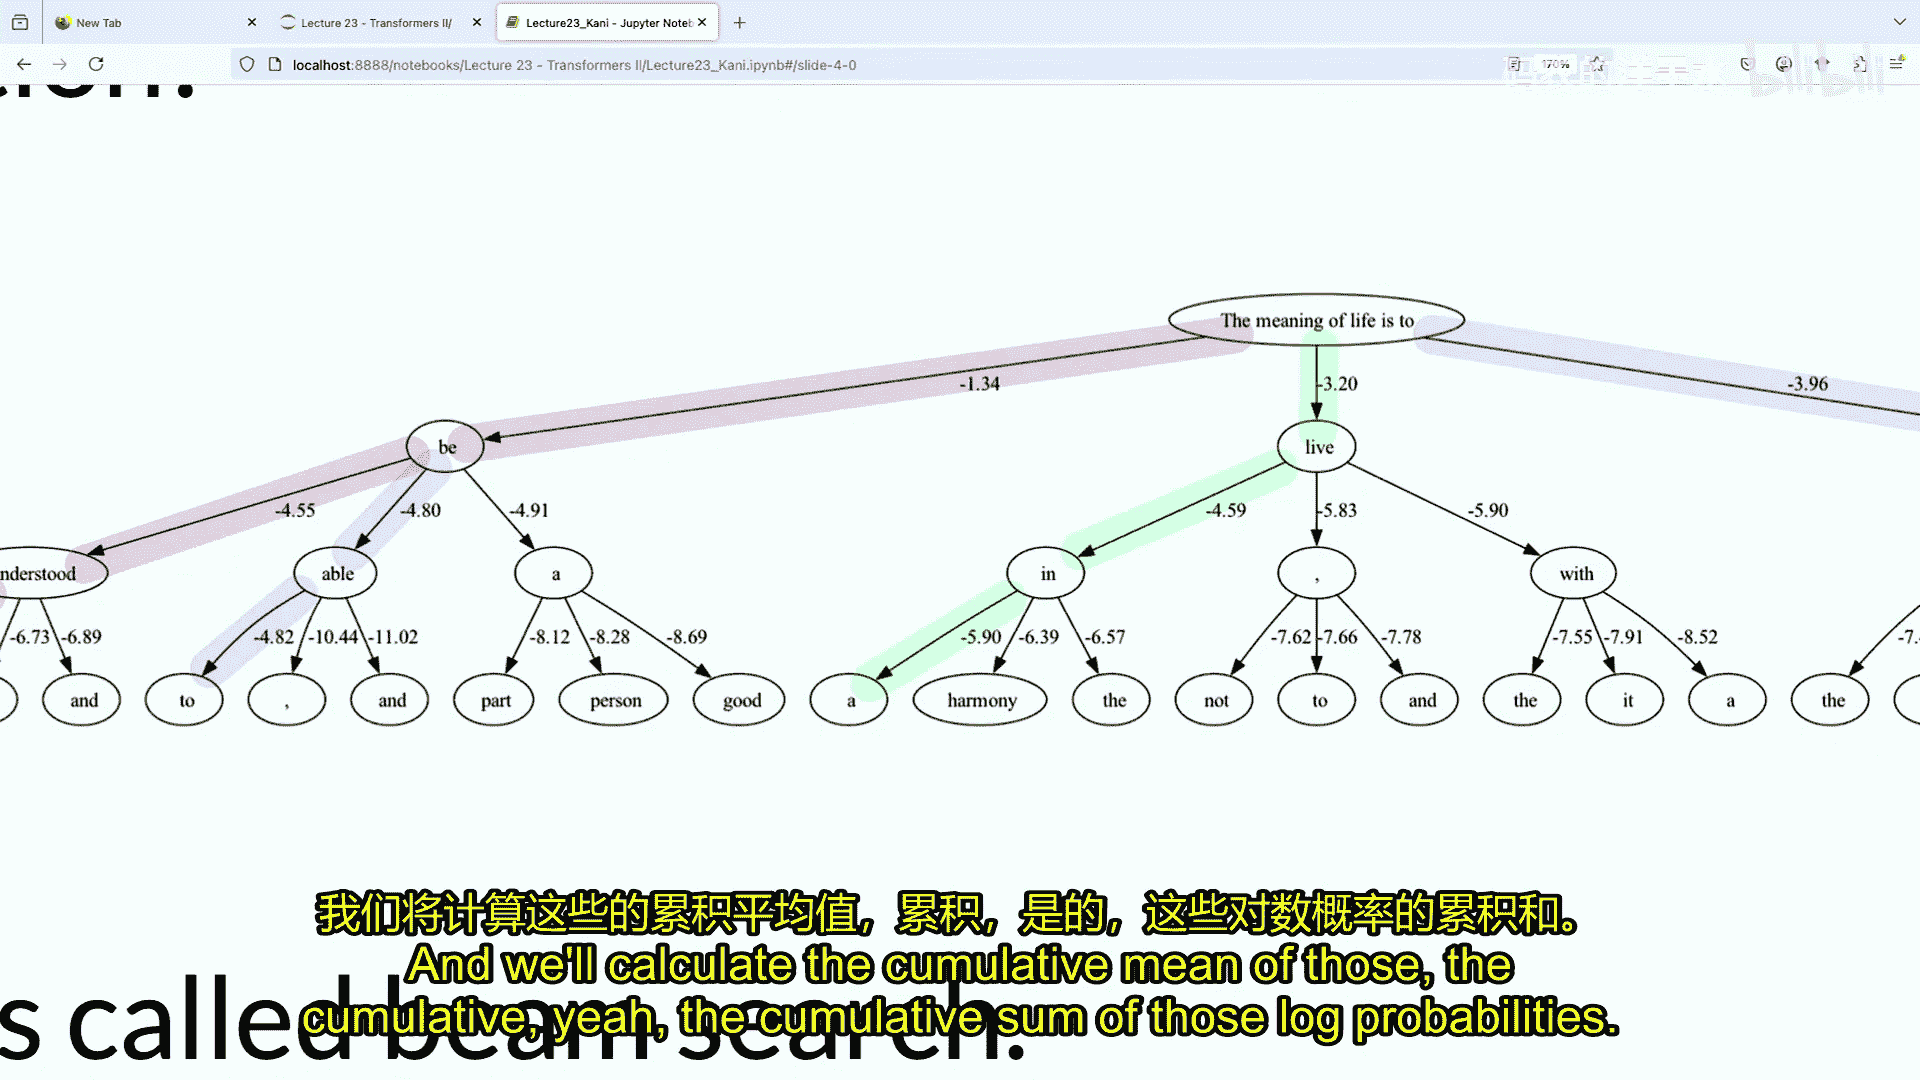 New Tab
Lecture 23 - Transformers II/
Lecture23_Kani - Jupyter Noteb
localhost:8888/notebooks/Lecture 23 - Transformers II/Lecture23_Kani.ipynb#/slide-4-0
170%
The meaning of life is to
-1.34 -3.20 -3.96
be live
-4.55 -4.80 -4.91 -4.59 -5.83 -5.90
nderstood able a in , with
-6.73 -6.89 -4.82 -10.44 -11.02 -8.12 -8.28 -8.69 -5.90 -6.39 -6.57 -7.62 -7.66 -7.78 -7.55 -7.91 -8.52 -7.
and to , and part person good a harmony the not to and the it a the
我们将计算这些的累积平均值，累积，是的，这些对数概率的累积和。
And we'll calculate the cumulative mean of those, the
cumulative, yeah, the cumulative sum of those log probabilities.
s called beam search.